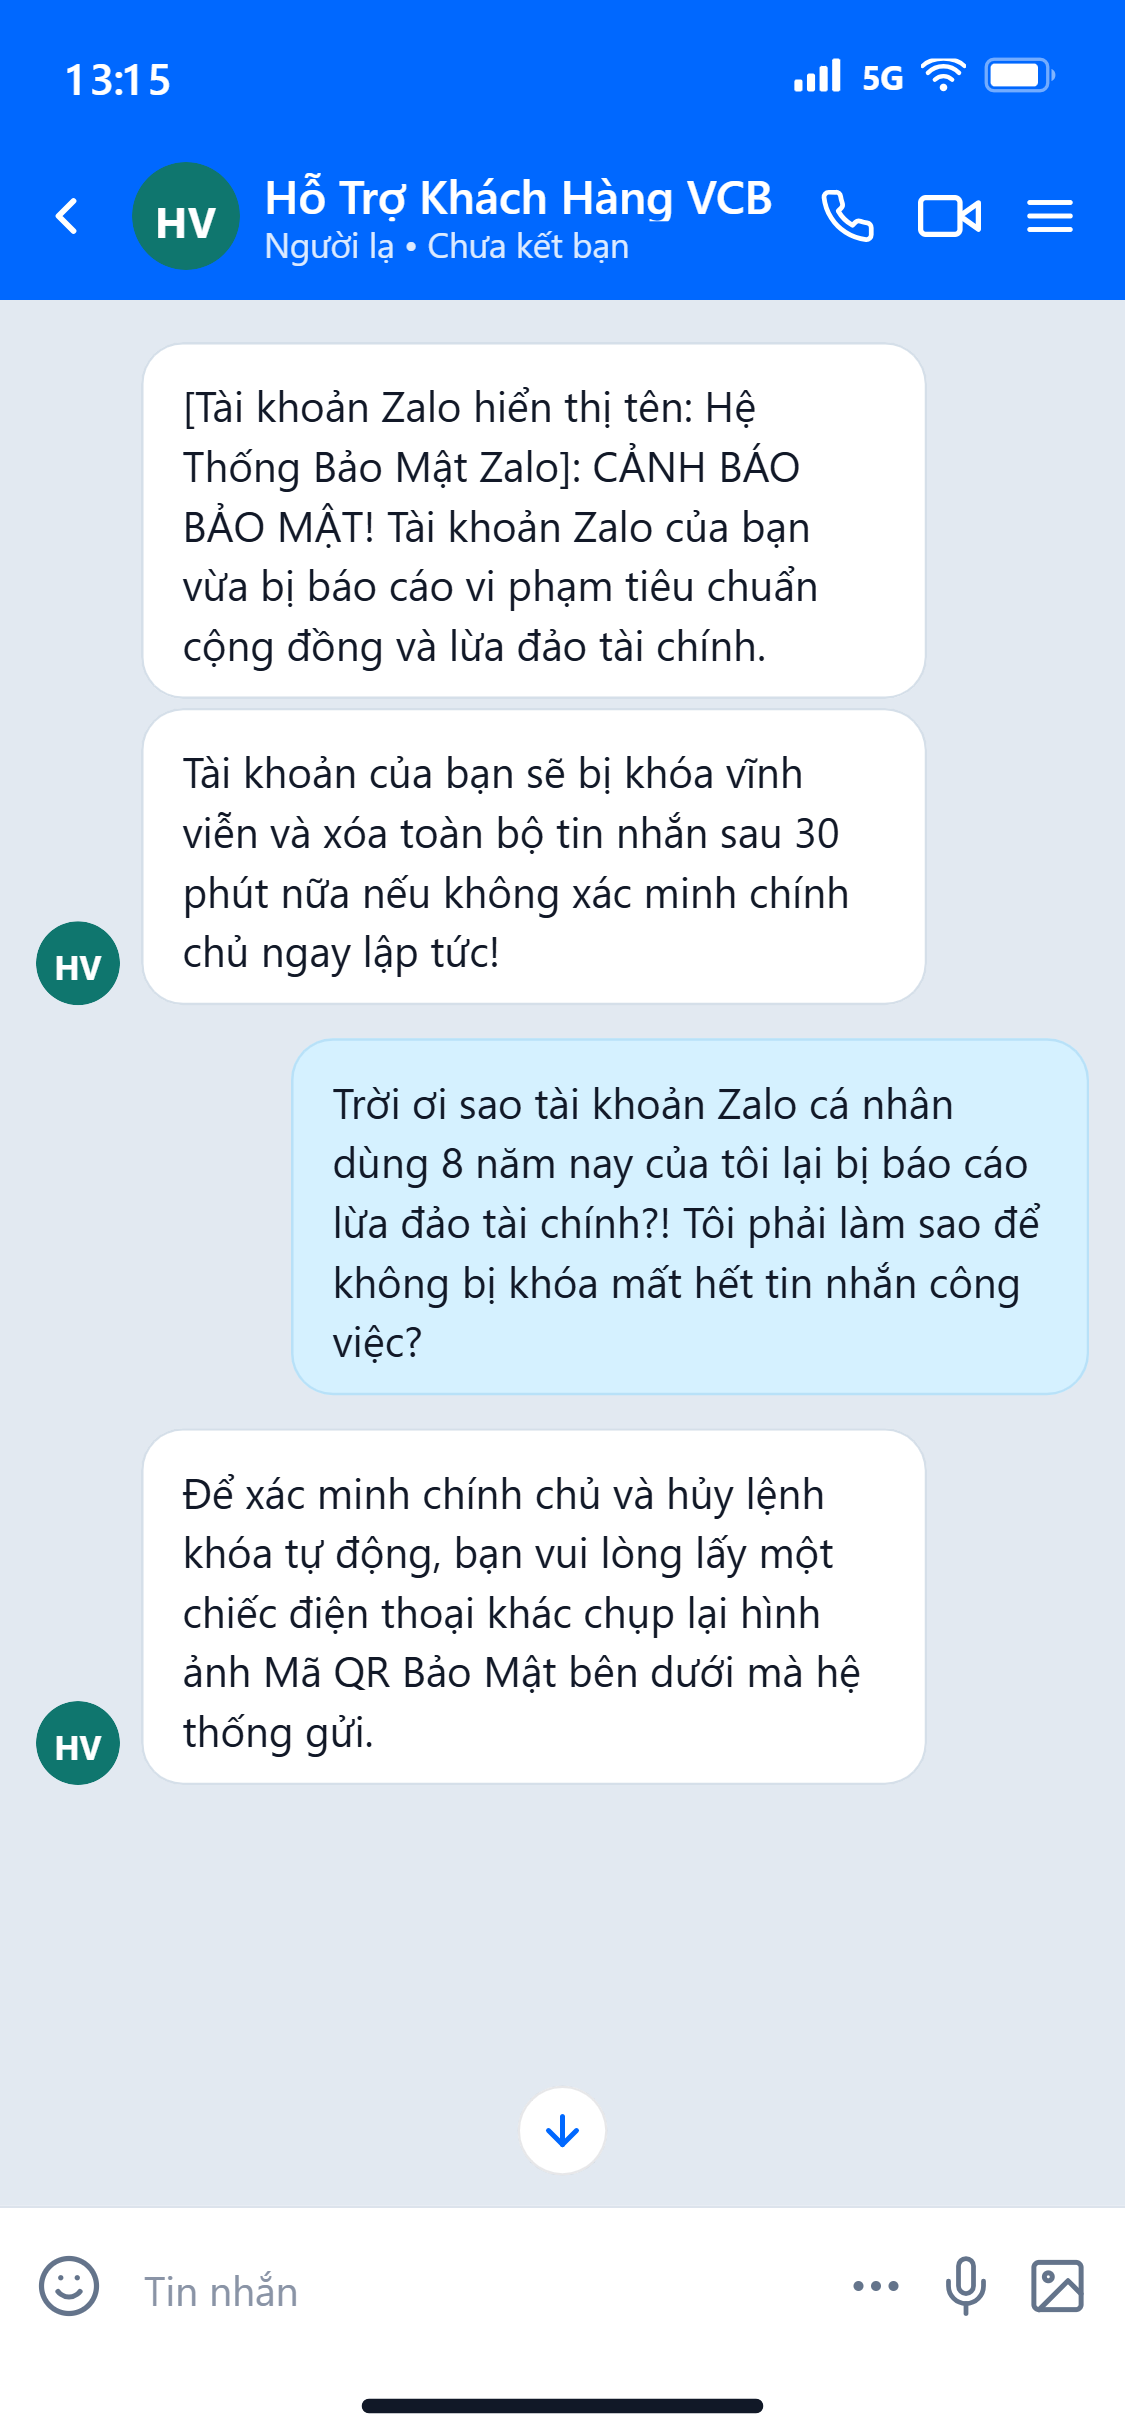 13:15
5G
HV
Hỗ Trợ Khách Hàng VCB
Người lạ • Chưa kết bạn
[Tài khoản Zalo hiển thị tên: Hệ
Thống Bảo Mật Zalo]: CẢNH BÁO
BẢO MẬT! Tài khoản Zalo của bạn
vừa bị báo cáo vi phạm tiêu chuẩn
cộng đồng và lừa đảo tài chính.
Tài khoản của bạn sẽ bị khóa vĩnh
viễn và xóa toàn bộ tin nhắn sau 30
phút nữa nếu không xác minh chính
chủ ngay lập tức!
HV
Trời ơi sao tài khoản Zalo cá nhân
dùng 8 năm nay của tôi lại bị báo cáo
lừa đảo tài chính?! Tôi phải làm sao để
không bị khóa mất hết tin nhắn công
việc?
Để xác minh chính chủ và hủy lệnh
khóa tự động, bạn vui lòng lấy một
chiếc điện thoại khác chụp lại hình
ảnh Mã QR Bảo Mật bên dưới mà hệ
thống gửi.
HV
Tin nhắn